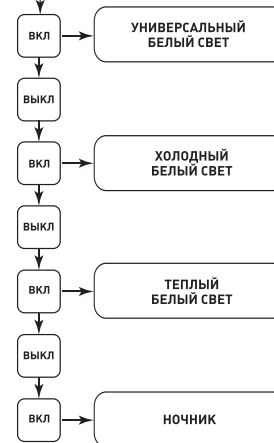 ВКЛ
УНИВЕРСАЛЬНЫЙ
БЕЛЫЙ СВЕТ
ВЫКЛ
ВКЛ
ХОЛОДНЫЙ
БЕЛЫЙ СВЕТ
ВЫКЛ
ВКЛ
ТЕПЛЫЙ
БЕЛЫЙ СВЕТ
ВЫКЛ
ВКЛ
НОЧНИК